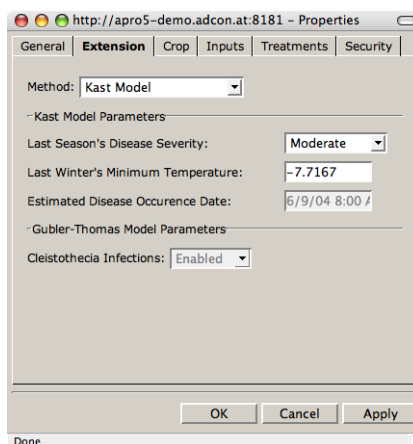 http://apro5-demo.adcon.at:8181 – Properties
General Extension Crop Inputs Treatments Security
Method: Kast Model
Kast Model Parameters
Last Season's Disease Severity: Moderate
Last Winter's Minimum Temperature: -7.7167
Estimated Disease Occurence Date: 6/9/04 8:00 A
Gubler-Thomas Model Parameters
Cleistothecia Infections: Enabled
OK Cancel Apply
Done